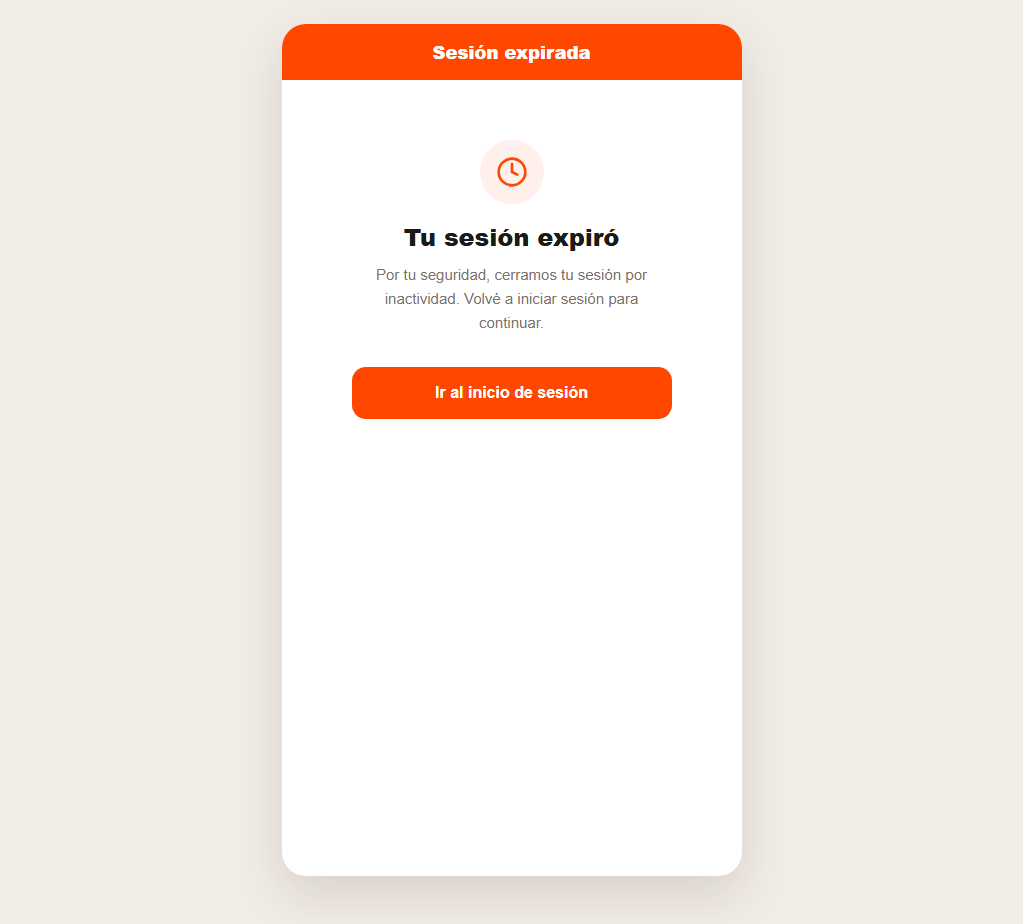 Sesión expirada
Tu sesión expiró
Por tu seguridad, cerramos tu sesión por
inactividad. Volvé a iniciar sesión para
continuar.
Ir al inicio de sesión